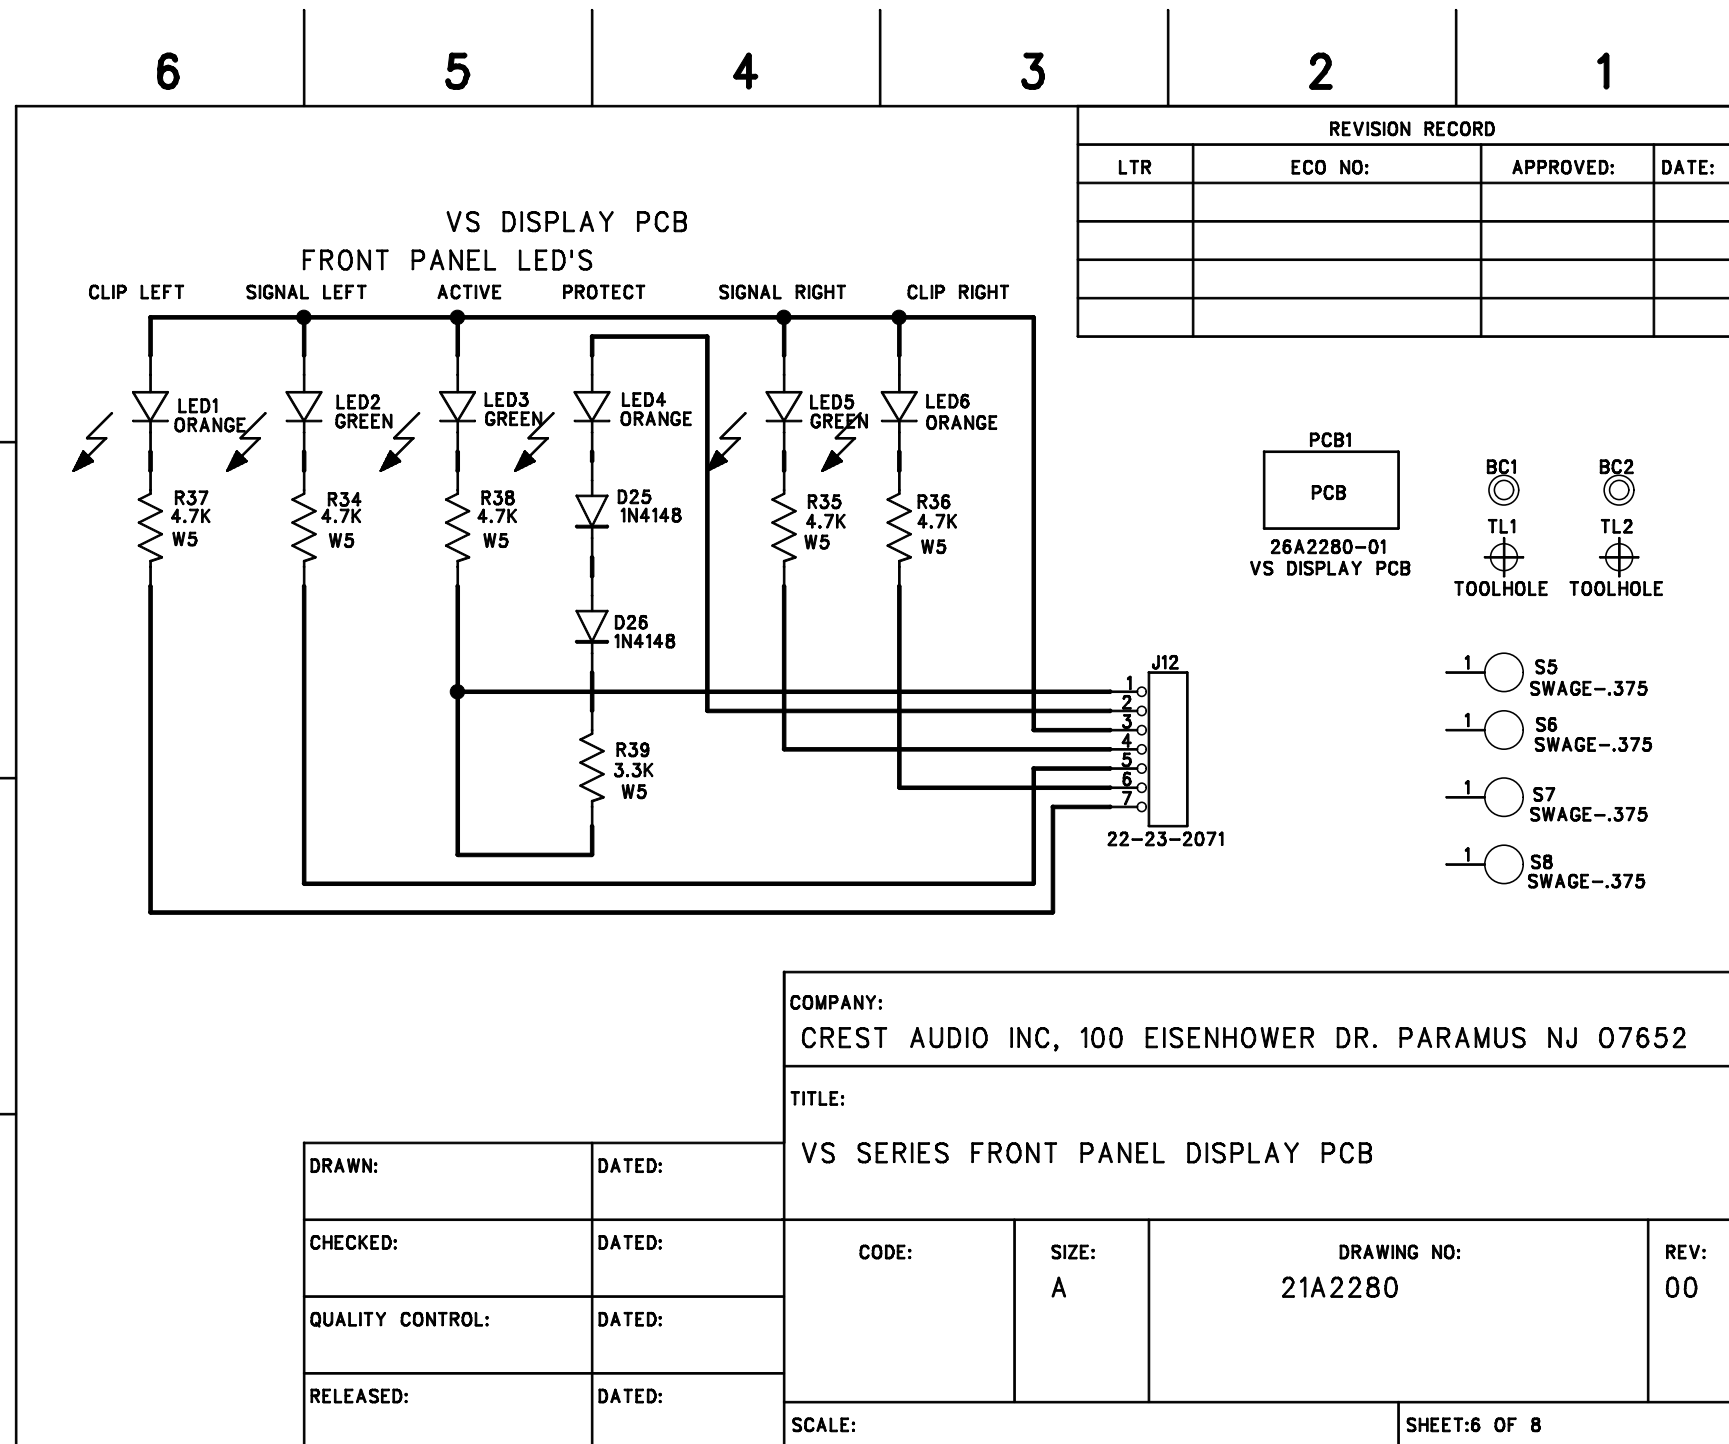 6 5 4 3 2 1
REVISION RECORD
LTR ECO NO: APPROVED: DATE:
VS DISPLAY PCB
FRONT PANEL LED'S
CLIP LEFT SIGNAL LEFT ACTIVE PROTECT SIGNAL RIGHT CLIP RIGHT
LED1
ORANGE
LED2
GREEN
LED3
GREEN
LED4
ORANGE
LED5
GREEN
LED6
ORANGE
R37
4.7K
W5
R34
4.7K
W5
R38
4.7K
W5
D25
1N4148
R35
4.7K
W5
R36
4.7K
W5
D26
1N4148
R39
3.3K
W5
J12
1
2
3
4
5
6
7
22-23-2071
PCB1
PCB
26A2280-01
VS DISPLAY PCB
BC1 BC2
TL1 TL2
TOOLHOLE TOOLHOLE
1 S5
SWAGE-.375
1 S6
SWAGE-.375
1 S7
SWAGE-.375
1 S8
SWAGE-.375
COMPANY:
CREST AUDIO INC, 100 EISENHOWER DR. PARAMUS NJ 07652
TITLE:
VS SERIES FRONT PANEL DISPLAY PCB
DRAWN: DATED:
CHECKED: DATED:
QUALITY CONTROL: DATED:
RELEASED: DATED:
CODE: SIZE: DRAWING NO: REV:
A 21A2280 00
SCALE: SHEET:6 OF 8